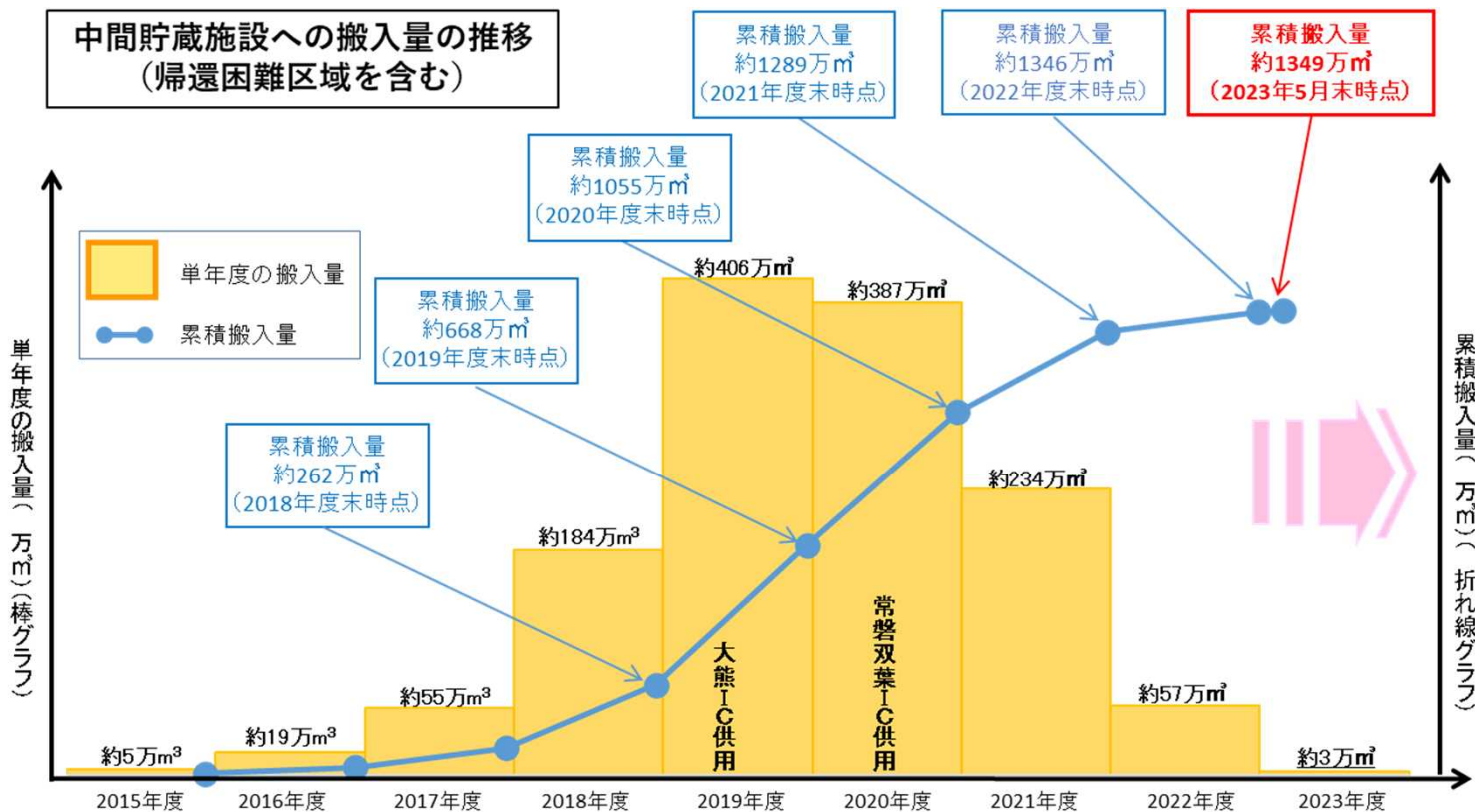 中間貯蔵施設への搬入量の推移
（帰還困難区域を含む）
累積搬入量
約1289万㎥
（2021年度末時点）
累積搬入量
約1346万㎥
（2022年度末時点）
累積搬入量
約1349万㎥
（2023年5月末時点）
累積搬入量
約1055万㎥
（2020年度末時点）
単年度の搬入量
累積搬入量
累積搬入量
約668万㎥
（2019年度末時点）
累積搬入量
約262万㎥
（2018年度末時点）
単年度の搬入量（万㎥）（棒グラフ）
累積搬入量（万㎥）（折れ線グラフ）
約5万m³
約19万m³
約55万m³
約184万m³
約406万㎥
約387万㎥
約234万㎥
約57万㎥
約3万㎥
大熊IC供用
常磐双葉IC供用
2015年度
2016年度
2017年度
2018年度
2019年度
2020年度
2021年度
2022年度
2023年度